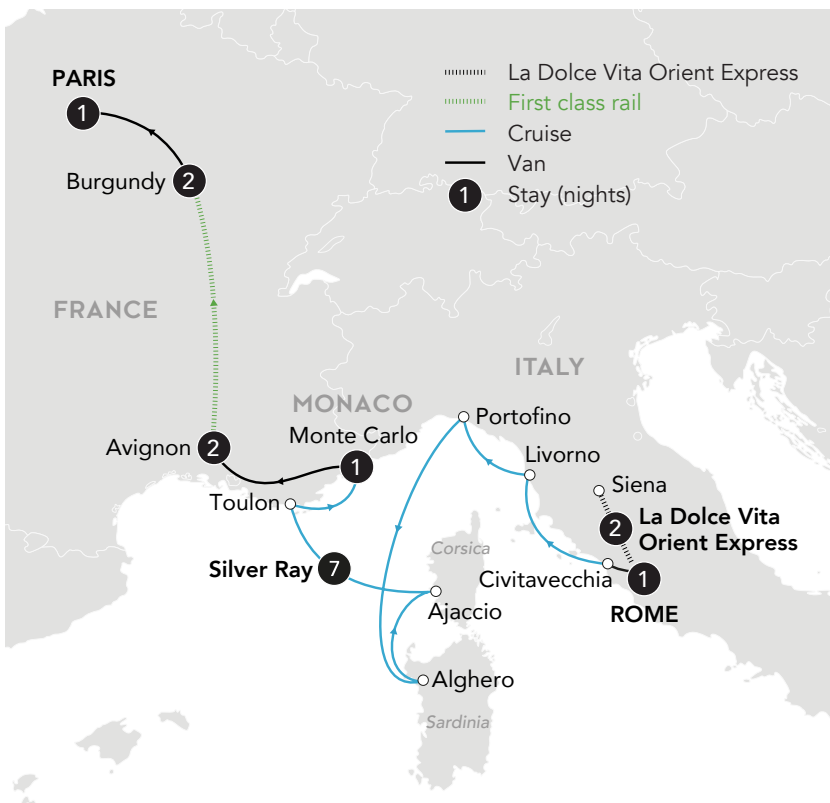 PARIS
1
La Dolce Vita Orient Express
First class rail
Cruise
Van
1 Stay (nights)
Burgundy 2
FRANCE
ITALY
MONACO
Portofino
Avignon 2
Monte Carlo
1
Livorno
Toulon
Siena
2 La Dolce Vita
Orient Express
Corsica
Silver Ray 7
Civitavecchia 1
Ajaccio
ROME
Alghero
Sardinia